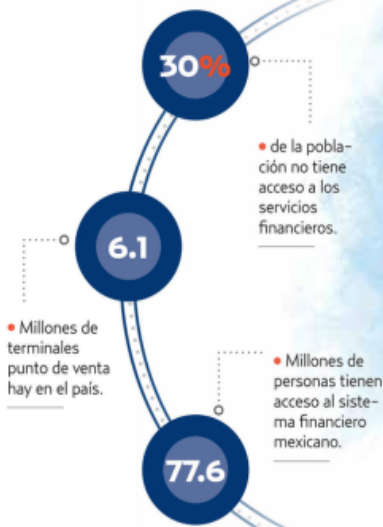 30%
• de la pobla-
ción no tiene
acceso a los
servicios
financieros.
6.1
• Millones de
terminales
punto de venta
hay en el país.
• Millones de
personas tienen
acceso al siste-
ma financiero
mexicano.
77.6